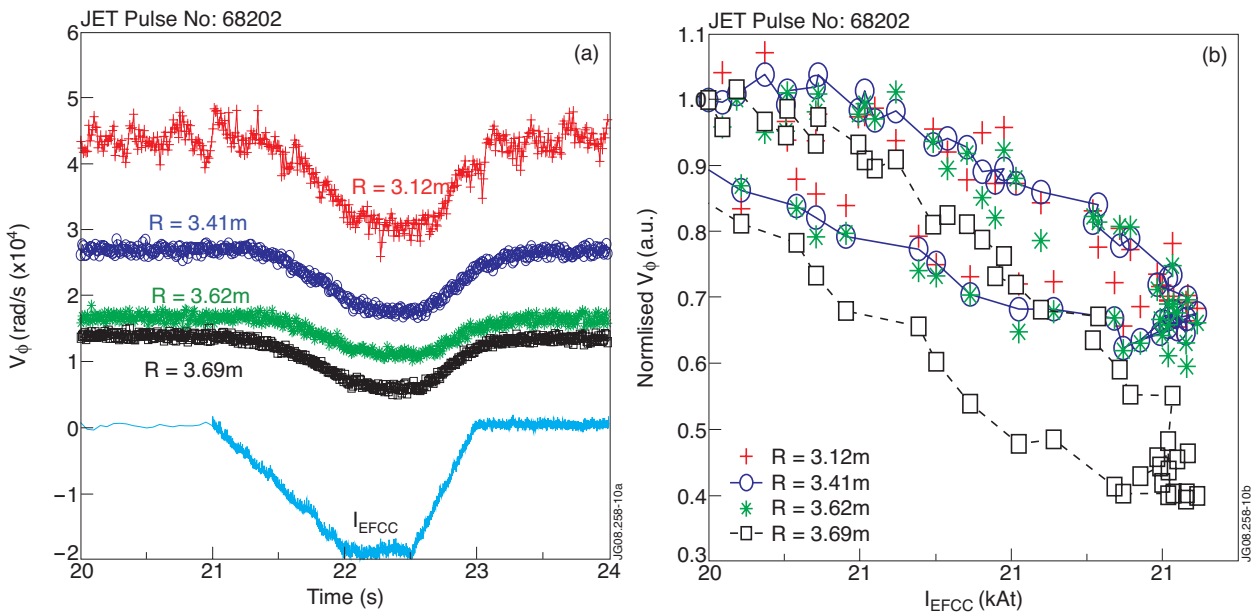 JET Pulse No: 68202
(a)
6
5
4
3
2
1
0
−1
−2
Vϕ (rad/s (x10⁴)
R = 3.12m
R = 3.41m
R = 3.62m
R = 3.69m
I_EFCC
20 21 22 23 24
Time (s)
JG08.258-10a
JET Pulse No: 68202
(b)
1.1
1.0
0.9
0.8
0.7
0.6
0.5
0.4
0.3
Normlised Vϕ (a.u.)
R = 3.12m
R = 3.41m
R = 3.62m
R = 3.69m
20 21 21 21
I_EFCC (kAt)
JG08.258-10b